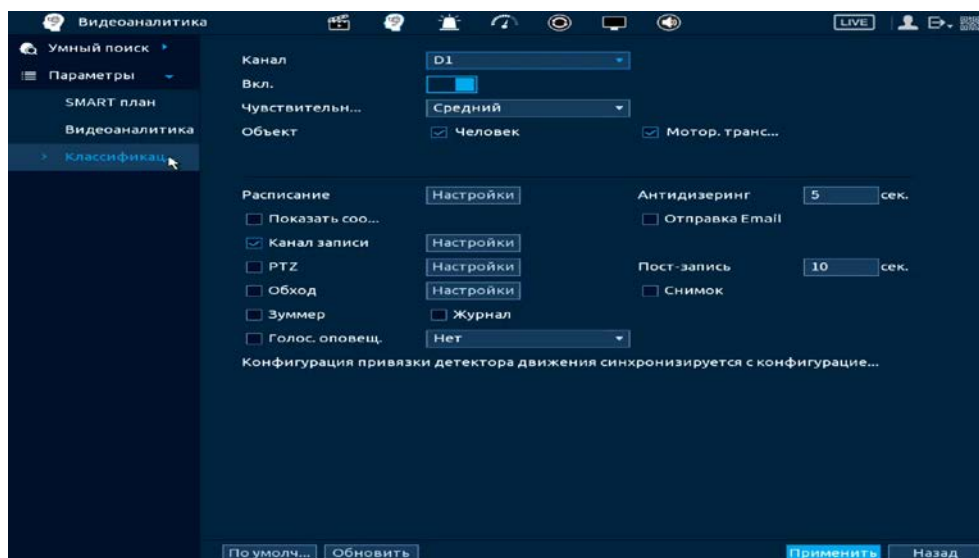 Видеоаналитика
LIVE
Умный поиск
Параметры
SMART план
Видеоаналитика
Классификац...
Канал D1
Вкл.
Чувствительн... Средний
Объект Человек Мотор. транс...
Расписание Настройки Антидизеринг 5 сек.
Показать соо... Отправка Email
Канал записи Настройки
PTZ Настройки Пост-запись 10 сек.
Обход Настройки Снимок
Зуммер Журнал
Голос. оповещ. Нет
Конфигурация привязки детектора движения синхронизируется с конфигурацие...
По умолч... Обновить Применить Назад